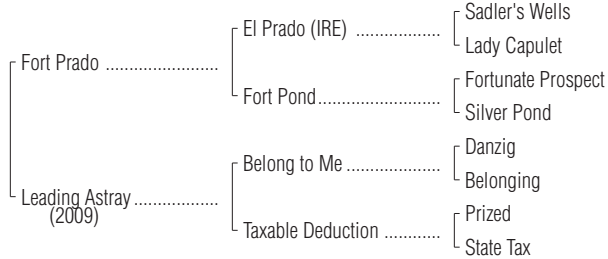 Sadler's Wells
El Prado (IRE) ...................
Lady Capulet
Fort Prado .........................
Fortunate Prospect
Fort Pond...........................
Silver Pond
Danzig
Belong to Me .....................
Belonging
Leading Astray ..................
(2009)
Prized
Taxable Deduction ............
State Tax